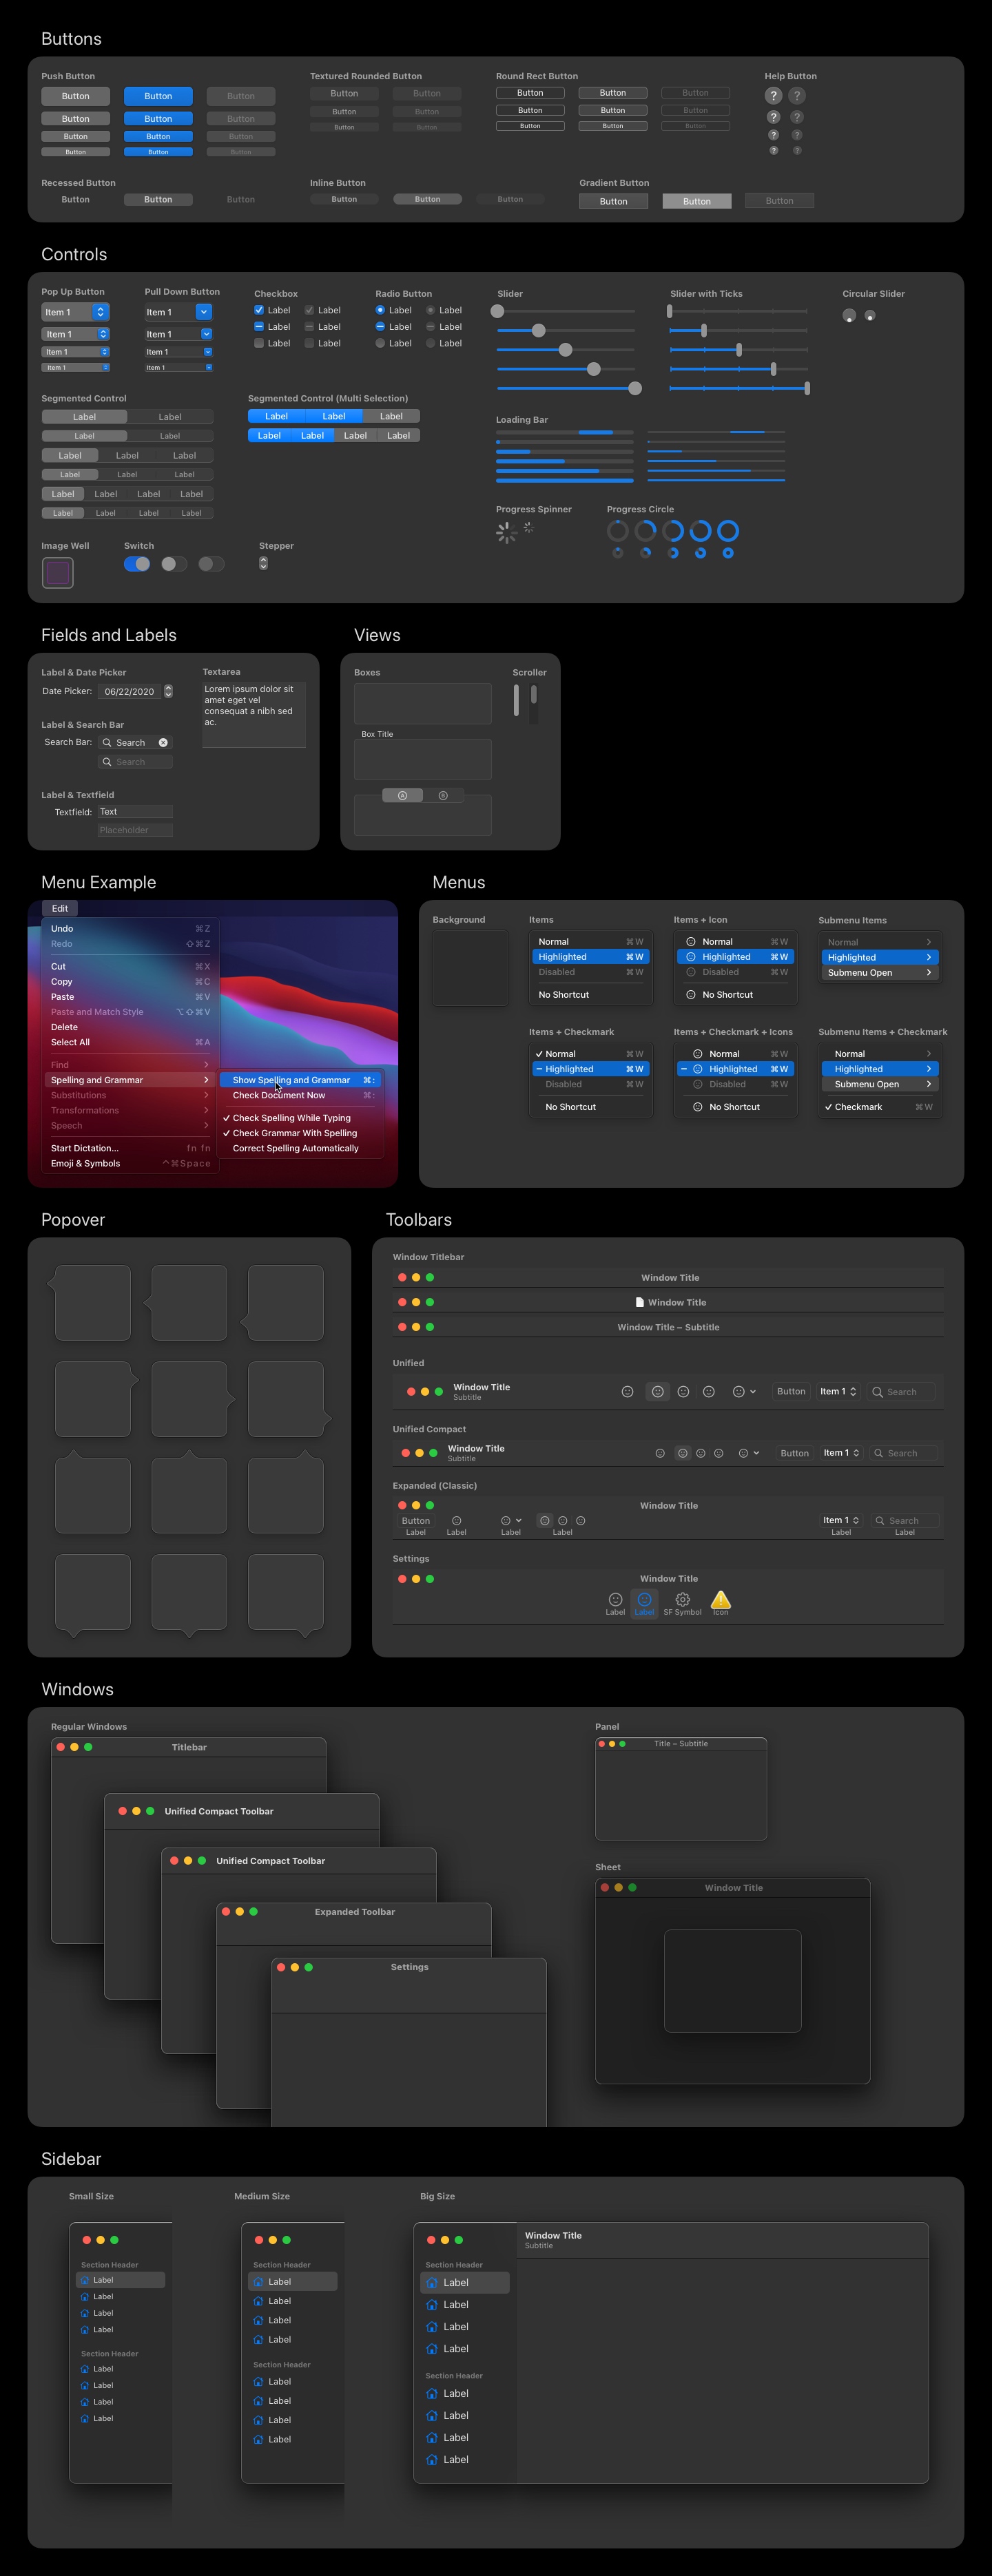 Buttons
Push Button
Textured Rounded Button
Round Rect Button
Help Button
Button Button Button Button Button Button Button Button ? ?
Button Button Button Button Button Button Button Button ? ?
Button Button Button Button Button Button Button Button ? ?
Button Button Button ? ?
Recessed Button
Inline Button
Gradient Button
Button Button Button Button Button Button Button Button Button
Controls
Pop Up Button
Pull Down Button
Checkbox
Radio Button
Slider
Slider with Ticks
Circular Slider
Item 1 Item 1 Label Label Label Label
Item 1 Item 1 Label Label Label Label
Item 1 Item 1 Label Label Label Label
Item 1 Item 1
Segmented Control
Segmented Control (Multi Selection)
Label Label Label Label Label
Label Label Label Label Label Label
Label Label Label
Label Label Label
Label Label Label Label
Label Label Label Label
Loading Bar
Progress Spinner
Progress Circle
Image Well
Switch
Stepper
Fields and Labels
Label & Date Picker
Date Picker: 06/22/2020
Label & Search Bar
Search Bar: Search
Search
Label & Textfield
Textfield: Text
Placeholder
Textarea
Lorem ipsum dolor sit
amet eget vel
consequat a nibh sed
ac.
Views
Boxes
Scroller
Box Title
A B
Menu Example
Edit
Undo ⌘Z
Redo ⇧⌘Z
Cut ⌘X
Copy ⌘C
Paste ⌘V
Paste and Match Style ⌥⇧⌘V
Delete
Select All ⌘A
Find
Spelling and Grammar
Substitutions
Transformations
Speech
Start Dictation... fn fn
Emoji & Symbols ^⌘Space
Show Spelling and Grammar ⌘:
Check Document Now ⌘;
✓ Check Spelling While Typing
✓ Check Grammar With Spelling
Correct Spelling Automatically
Menus
Background
Items
Normal ⌘W
Highlighted ⌘W
Disabled ⌘W
No Shortcut
Items + Icon
Normal ⌘W
Highlighted ⌘W
Disabled ⌘W
No Shortcut
Submenu Items
Normal
Highlighted
Submenu Open
Items + Checkmark
✓ Normal ⌘W
– Highlighted ⌘W
Disabled ⌘W
No Shortcut
Items + Checkmark + Icons
Normal ⌘W
– Highlighted ⌘W
Disabled ⌘W
No Shortcut
Submenu Items + Checkmark
Normal
Highlighted
Submenu Open
✓ Checkmark ⌘W
Popover
Toolbars
Window Titlebar
Window Title
Window Title
Window Title – Subtitle
Unified
Window Title
Subtitle
Button Item 1 Search
Unified Compact
Window Title
Subtitle
Button Item 1 Search
Expanded (Classic)
Window Title
Button Item 1 Search
Label Label Label Label Label Label
Settings
Window Title
Label Label SF Symbol Icon
Windows
Regular Windows
Titlebar
Unified Compact Toolbar
Unified Compact Toolbar
Expanded Toolbar
Settings
Panel
Title – Subtitle
Sheet
Window Title
Sidebar
Small Size
Section Header
Label
Label
Label
Label
Section Header
Label
Label
Label
Label
Medium Size
Section Header
Label
Label
Label
Label
Section Header
Label
Label
Label
Label
Big Size
Section Header
Label
Label
Label
Label
Section Header
Label
Label
Label
Label
Window Title
Subtitle